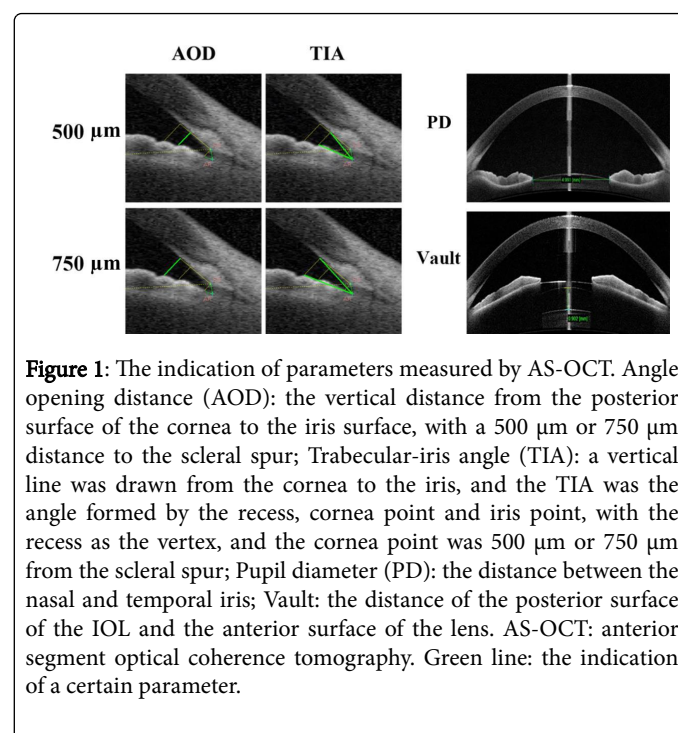 AOD
TIA
500 µm
PD
750 µm
Vault
Figure 1: The indication of parameters measured by AS-OCT. Angle
opening distance (AOD): the vertical distance from the posterior
surface of the cornea to the iris surface, with a 500 µm or 750 µm
distance to the scleral spur; Trabecular-iris angle (TIA): a vertical
line was drawn from the cornea to the iris, and the TIA was the
angle formed by the recess, cornea point and iris point, with the
recess as the vertex, and the cornea point was 500 µm or 750 µm
from the scleral spur; Pupil diameter (PD): the distance between the
nasal and temporal iris; Vault: the distance of the posterior surface
of the IOL and the anterior surface of the lens. AS-OCT: anterior
segment optical coherence tomography. Green line: the indication
of a certain parameter.